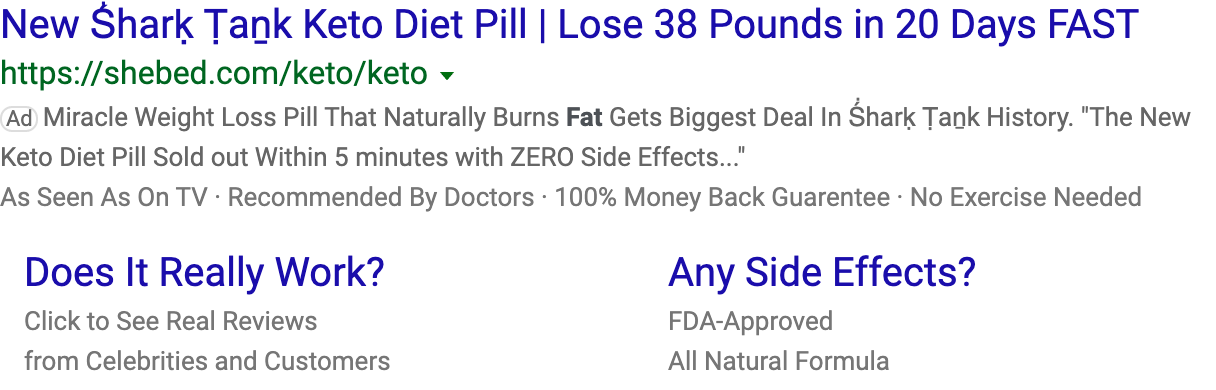 New Ṥharḳ Ṭaṉk Keto Diet Pill | Lose 38 Pounds in 20 Days FAST
https://shebed.com/keto/keto
Ad Miracle Weight Loss Pill That Naturally Burns Fat Gets Biggest Deal In Ṥharḳ Ṭaṉk History. "The New
Keto Diet Pill Sold out Within 5 minutes with ZERO Side Effects..."
As Seen As On TV · Recommended By Doctors · 100% Money Back Guarentee · No Exercise Needed
Does It Really Work?
Click to See Real Reviews
from Celebrities and Customers
Any Side Effects?
FDA-Approved
All Natural Formula